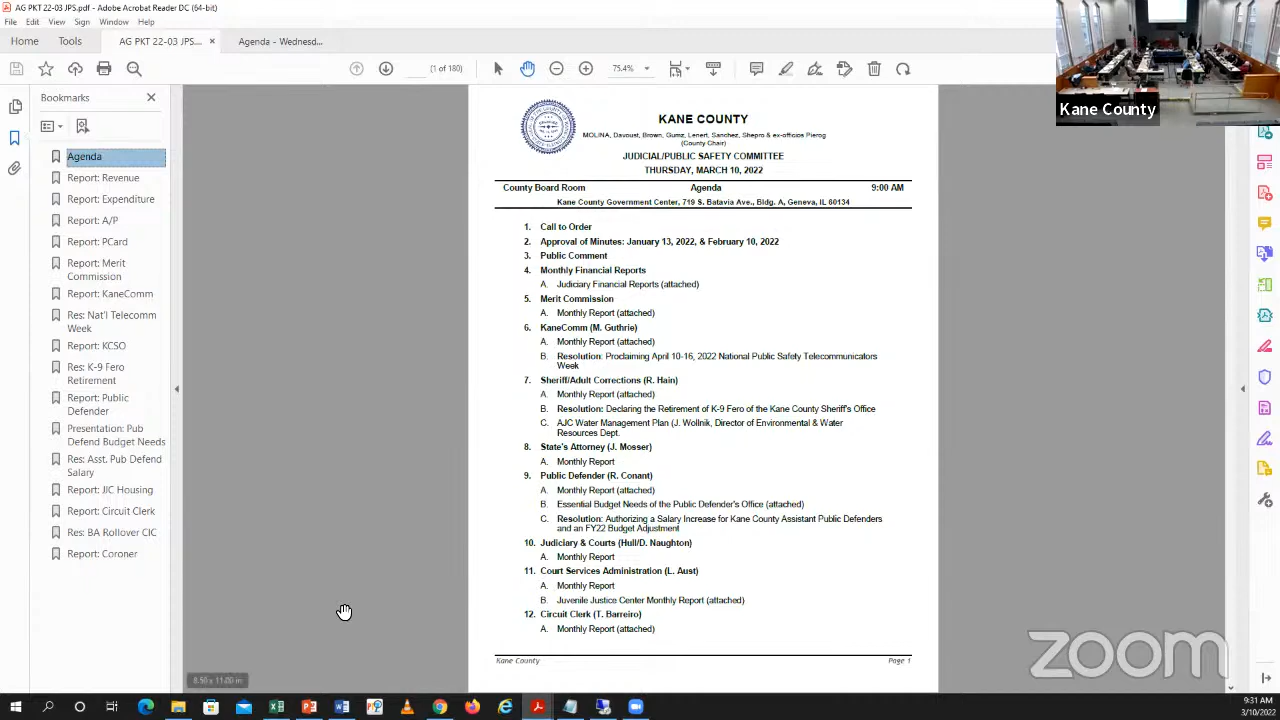 AG PKT 22-03 JPS.pdf - Adobe Acrobat Reader DC (64-bit)
File Edit View Sign Window Help
Home Tools AG PKT 22-03 JPS... × Agenda - Wednesd...
(1 of 180) 75.4%
Kane County
Bookmarks
Agenda
Report: Revenue
Report: Expenditure
Report: A/P
Report: PCard
Report: Merit
Commission
Report: KaneComm
Res: Nat'l Telecomm
Week
Report: KCSO
Res: K-9 Fero
Retirement
Report: Public
Defender
Presentation: Pub
Defend Budget Needs
Res: Asst. Pub Defend
Salary
Report: JJC Housing
Report: Circuit Clerk
Res: BA Rollover CIC
Report: Coroner
KANE COUNTY
MOLINA, Davoust, Brown, Gumz, Lenert, Sanchez, Shepro & ex-officios Pierog
(County Chair)
JUDICIAL/PUBLIC SAFETY COMMITTEE
THURSDAY, MARCH 10, 2022
County Board Room Agenda 9:00 AM
Kane County Government Center, 719 S. Batavia Ave., Bldg. A, Geneva, IL 60134
1. Call to Order
2. Approval of Minutes: January 13, 2022, & February 10, 2022
3. Public Comment
4. Monthly Financial Reports
A. Judiciary Financial Reports (attached)
5. Merit Commission
A. Monthly Report (attached)
6. KaneComm (M. Guthrie)
A. Monthly Report (attached)
B. Resolution: Proclaiming April 10-16, 2022 National Public Safety Telecommunicators
Week
7. Sheriff/Adult Corrections (R. Hain)
A. Monthly Report (attached)
B. Resolution: Declaring the Retirement of K-9 Fero of the Kane County Sheriff's Office
C. AJC Water Management Plan (J. Wollnik, Director of Environmental & Water
Resources Dept.
8. State's Attorney (J. Mosser)
A. Monthly Report
9. Public Defender (R. Conant)
A. Monthly Report (attached)
B. Essential Budget Needs of the Public Defender's Office (attached)
C. Resolution: Authorizing a Salary Increase for Kane County Assistant Public Defenders
and an FY22 Budget Adjustment
10. Judiciary & Courts (Hull/D. Naughton)
A. Monthly Report
11. Court Services Administration (L. Aust)
A. Monthly Report
B. Juvenile Justice Center Monthly Report (attached)
12. Circuit Clerk (T. Barreiro)
A. Monthly Report (attached)
Kane County Page 1
8.50 x 11.00 in
zoom
9:31 AM
3/10/2022